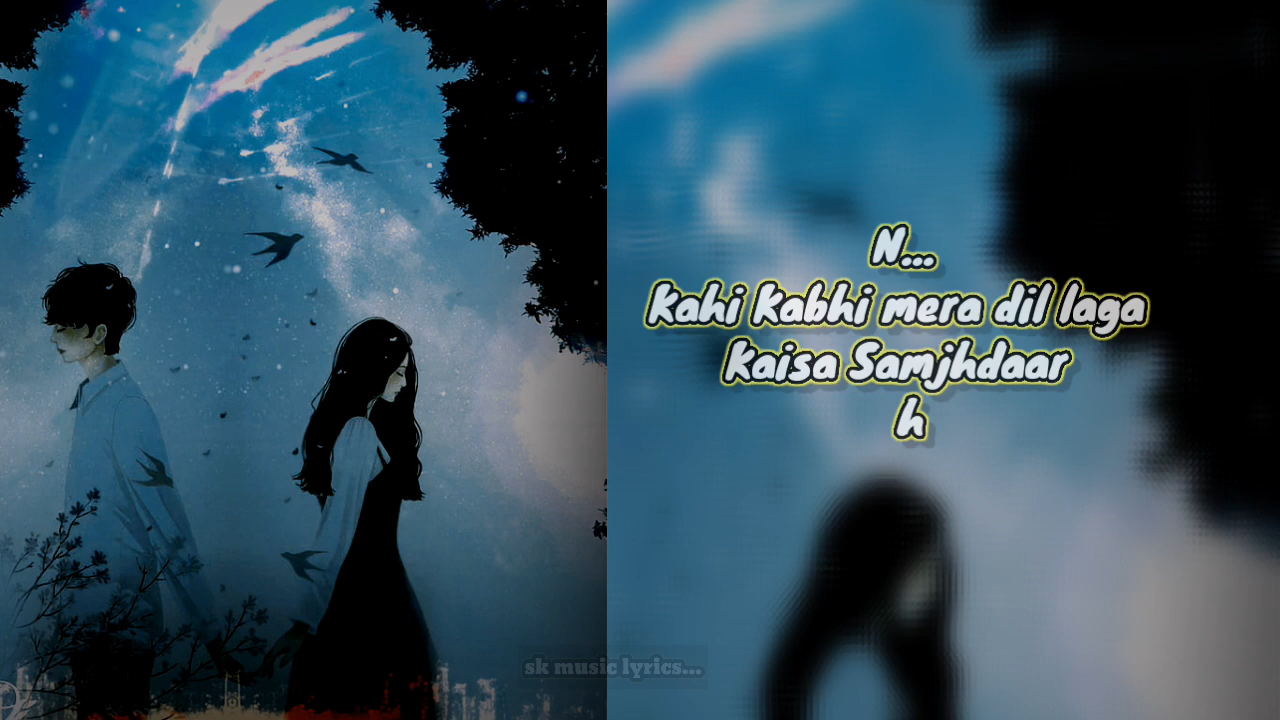 N...
Kahi Kabhi mera dil laga
Kaisa Samjhdaar
h
sk music lyrics...